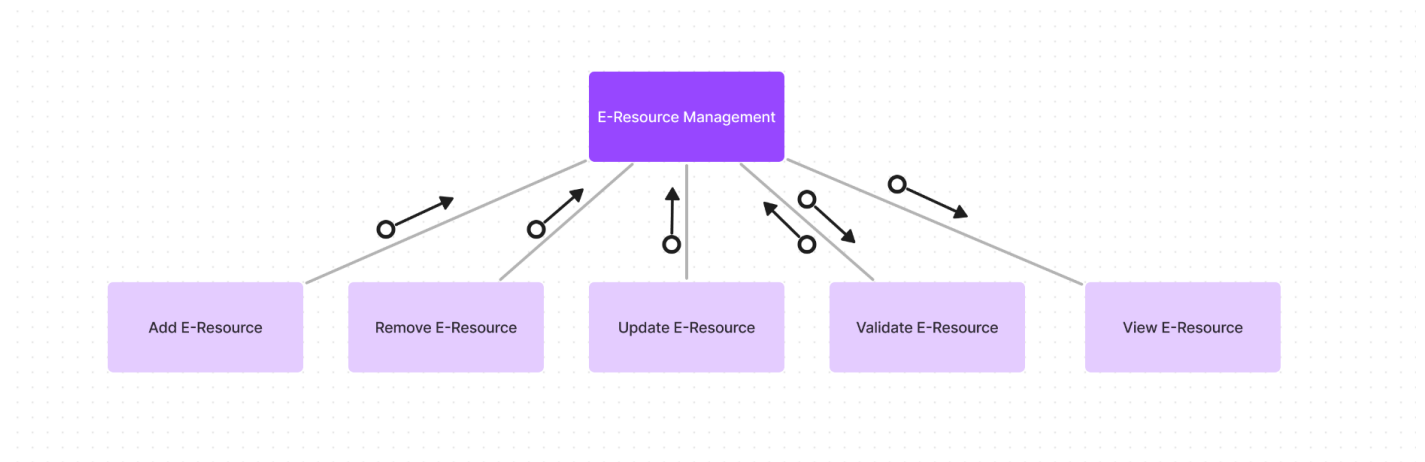 E-Resource Management
Add E-Resource
Remove E-Resource
Update E-Resource
Validate E-Resource
View E-Resource